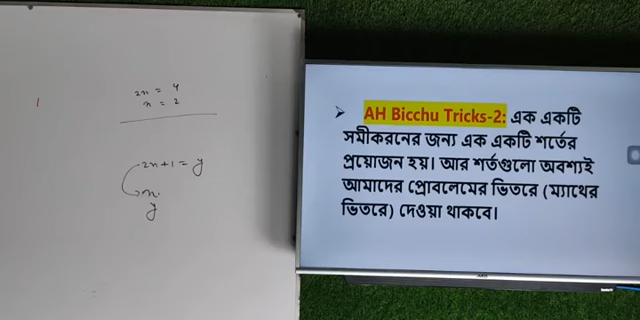 1
2x = 4
x = 2
2x + 1 = y
x
y
➤ AH Bicchu Tricks-2: এক একটি
সমীকরনের জন্য এক একটি শর্তের
প্রয়োজন হয়। আর শর্তগুলো অবশ্যই
আমাদের প্রোবলেমের ভিতরে (ম্যাথের
ভিতরে) দেওয়া থাকবে।